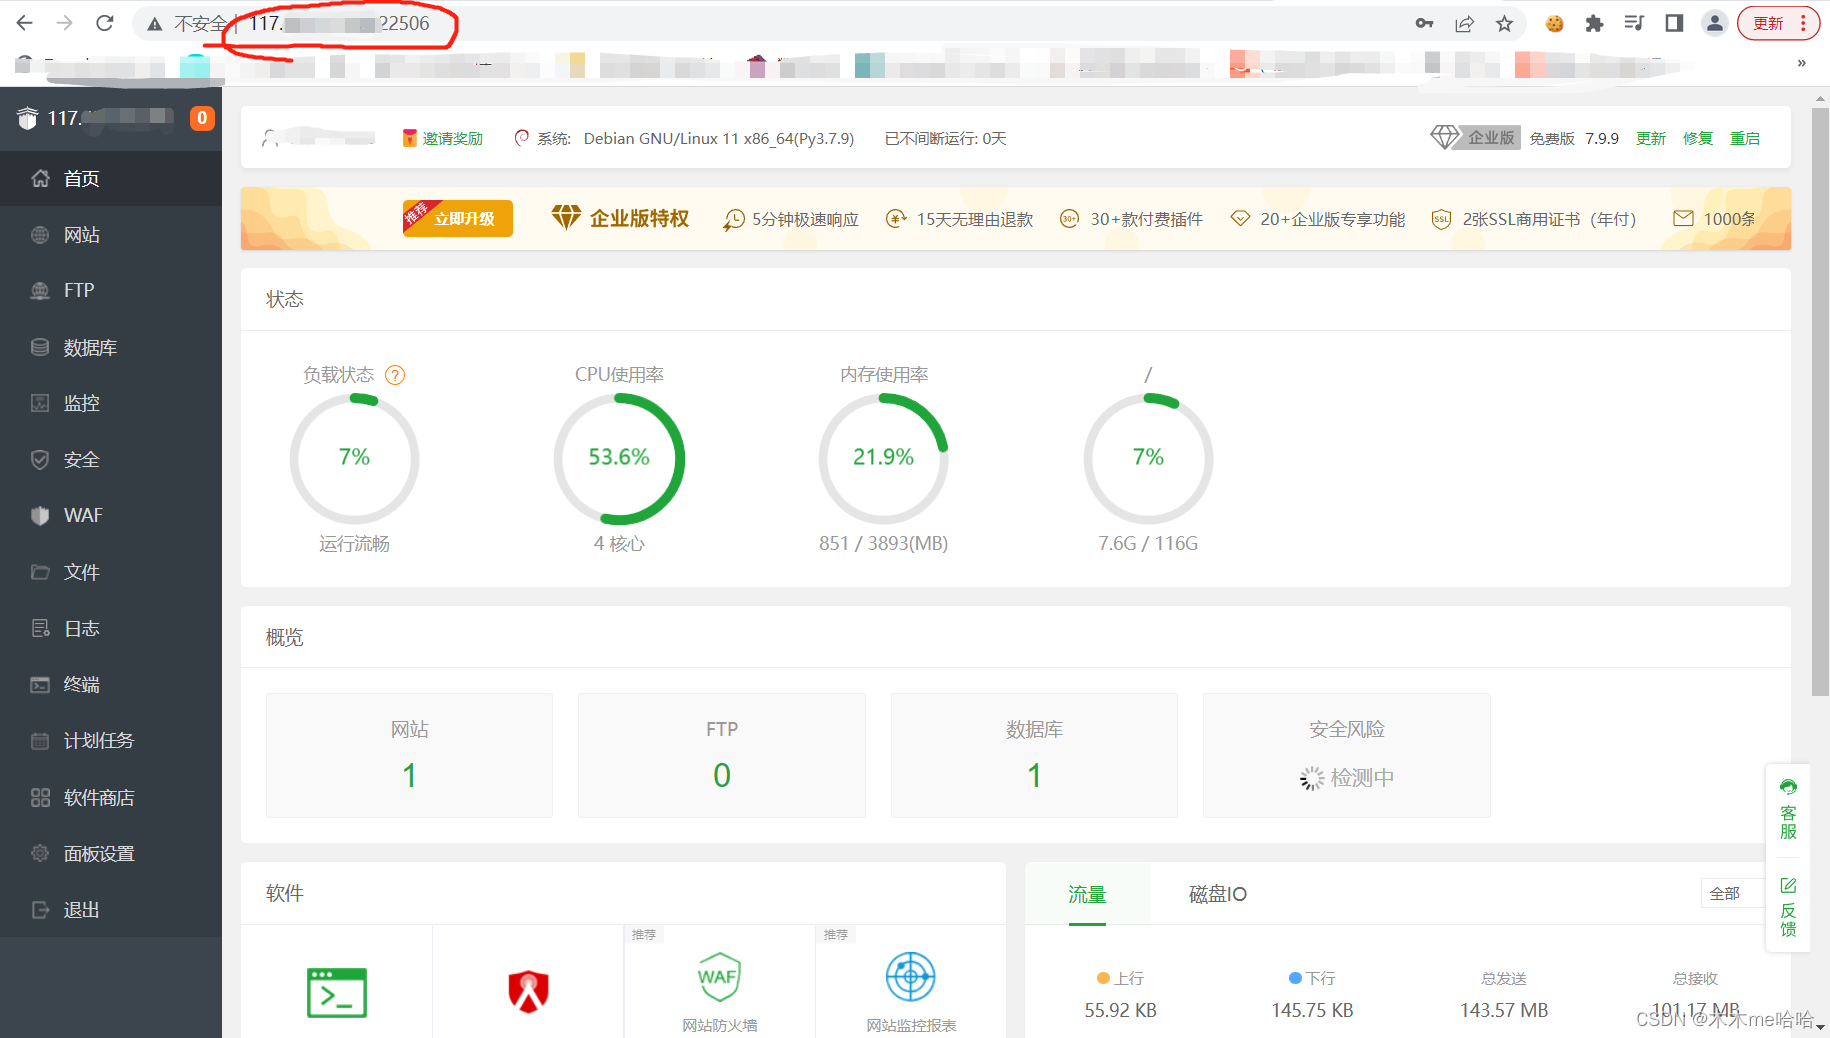 不安全 | 117. 22506
更新
»
117. 0
首页
网站
FTP
数据库
监控
安全
WAF
文件
日志
终端
计划任务
软件商店
面板设置
退出
邀请奖励 系统: Debian GNU/Linux 11 x86_64(Py3.7.9) 已不间断运行: 0天 企业版 免费版 7.9.9 更新 修复 重启
推荐 立即升级 企业版特权 5分钟极速响应 15天无理由退款 30+ 30+款付费插件 20+企业版专享功能 SSL 2张SSL商用证书（年付） 1000条
状态
负载状态 ? CPU使用率 内存使用率 /
7% 53.6% 21.9% 7%
运行流畅 4 核心 851 / 3893(MB) 7.6G / 116G
概览
网站 FTP 数据库 安全风险
1 0 1 检测中
客服
反馈
软件
推荐 推荐
WAF
网站防火墙 网站监控报表
流量 磁盘IO 全部
上行 下行 总发送 总接收
55.92 KB 145.75 KB 143.57 MB 101.17 MB
CSDN @木木me哈哈